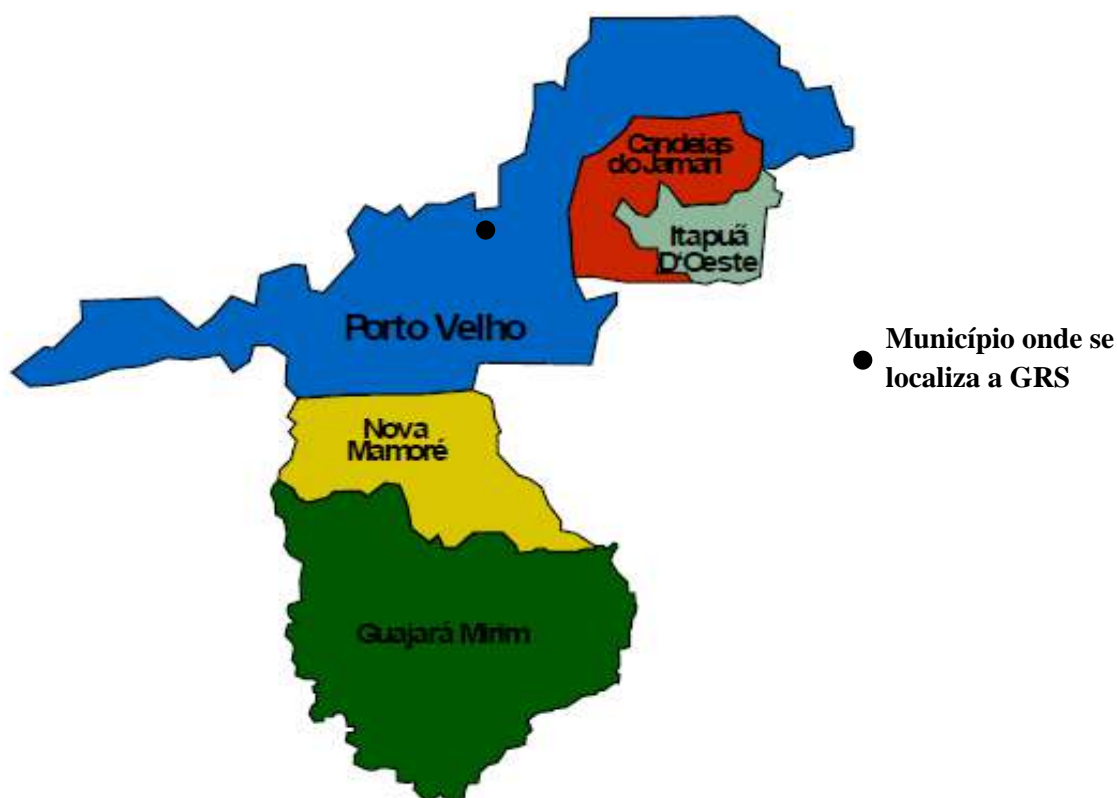 Candeias
do Jamari
Itapuã
D'Oeste
Porto Velho
Município onde se
localiza a GRS
Nova
Mamoré
Guajará Mirim